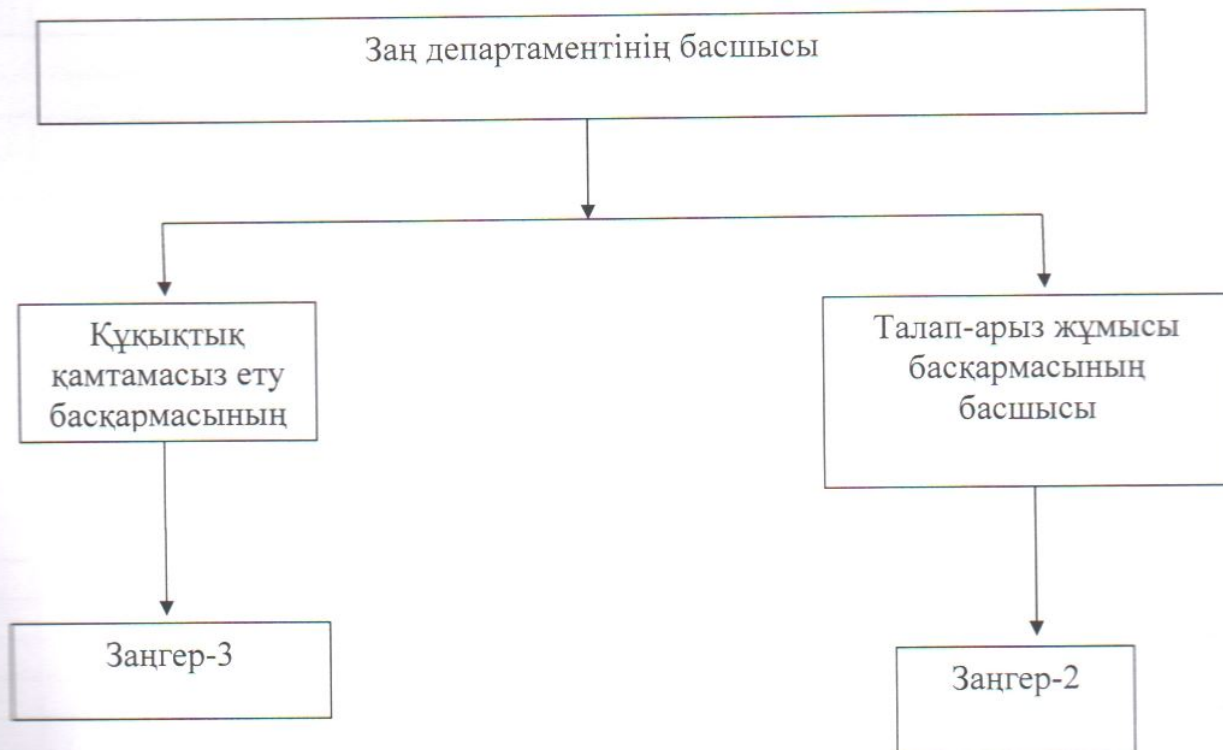 Заң департаментінің басшысы
Құқықтық
қамтамасыз ету
басқармасының
Талап-арыз жұмысы
басқармасының
басшысы
Заңгер-3
Заңгер-2